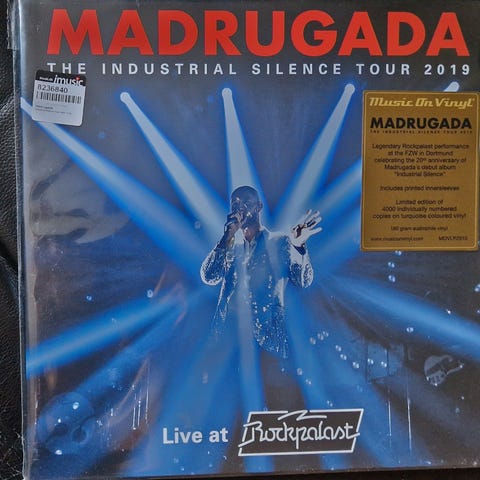 MADRUGADA
THE INDUSTRIAL SILENCE TOUR 2019
music
8236840
Music On Vinyl
MADRUGADA
THE INDUSTRIAL SILENCE TOUR 2019
Legendary Rockpalast performance
at the FZW in Dortmund
celebrating the 20th anniversary of
Madrugada's debut album
"Industrial Silence"
Includes printed innersleeves
Limited edition of
4000 individually numbered
copies on turquoise coloured vinyl
180 gram audiophile vinyl
www.musiconvinyl.com
Live at Rockpalast